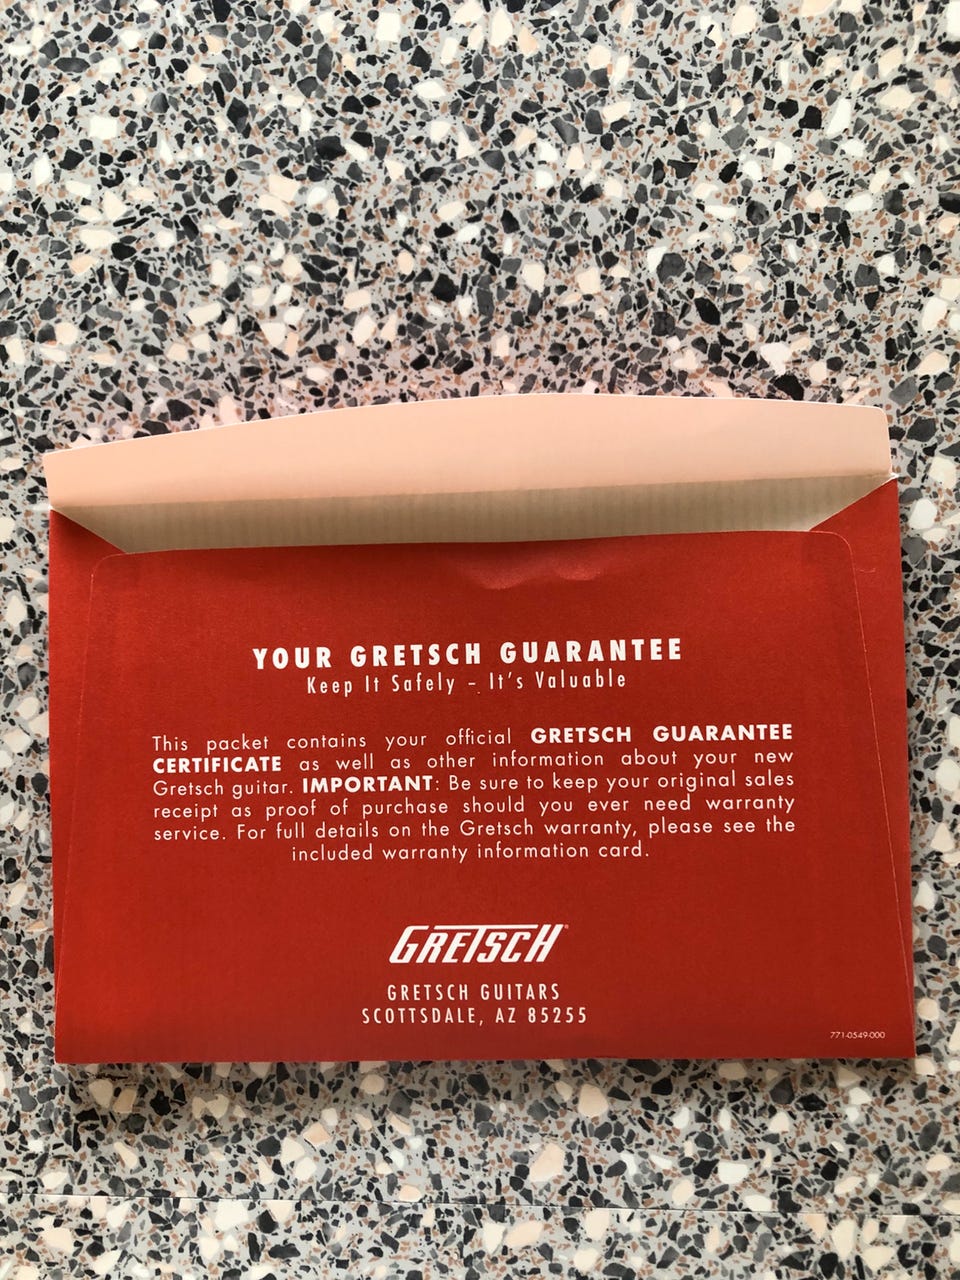 YOUR GRETSCH GUARANTEE
Keep It Safely - It's Valuable
This packet contains your official GRETSCH GUARANTEE
CERTIFICATE as well as other information about your new
Gretsch guitar. IMPORTANT: Be sure to keep your original sales
receipt as proof of purchase should you ever need warranty
service. For full details on the Gretsch warranty, please see the
included warranty information card.
GRETSCH®
GRETSCH GUITARS
SCOTTSDALE, AZ 85255
771-0549-000